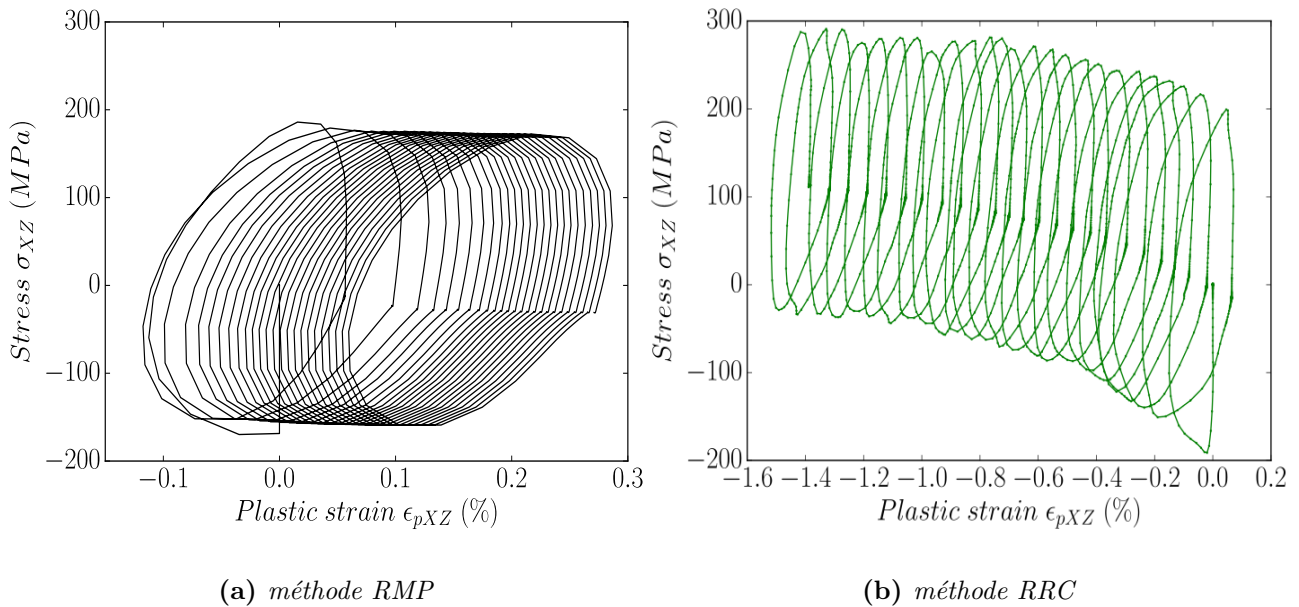 300
200
100
0
−100
−200
−0.1 0.0 0.1 0.2 0.3
Stress σXZ (MPa)
Plastic strain ϵpXZ (%)
(a) méthode RMP
300
200
100
0
−100
−200
−1.6 −1.4 −1.2 −1.0 −0.8 −0.6 −0.4 −0.2 0.0 0.2
Stress σXZ (MPa)
Plastic strain ϵpXZ (%)
(b) méthode RRC